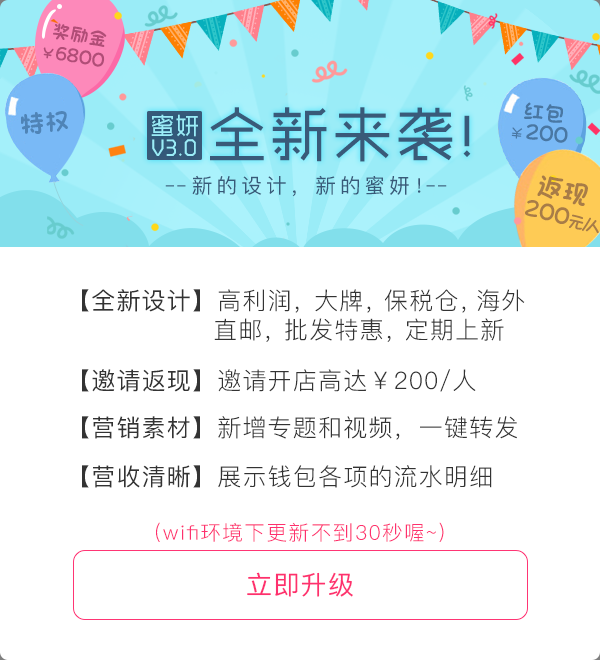 奖励金
￥6800
特权
红包
￥200
返现
200元/人
蜜妍
V3.0
全新来袭!
--新的设计，新的蜜妍!--
【全新设计】高利润，大牌，保税仓，海外
直邮，批发特惠，定期上新
【邀请返现】邀请开店高达￥200/人
【营销素材】新增专题和视频，一键转发
【营收清晰】展示钱包各项的流水明细
(wifi环境下更新不到30秒喔~)
立即升级